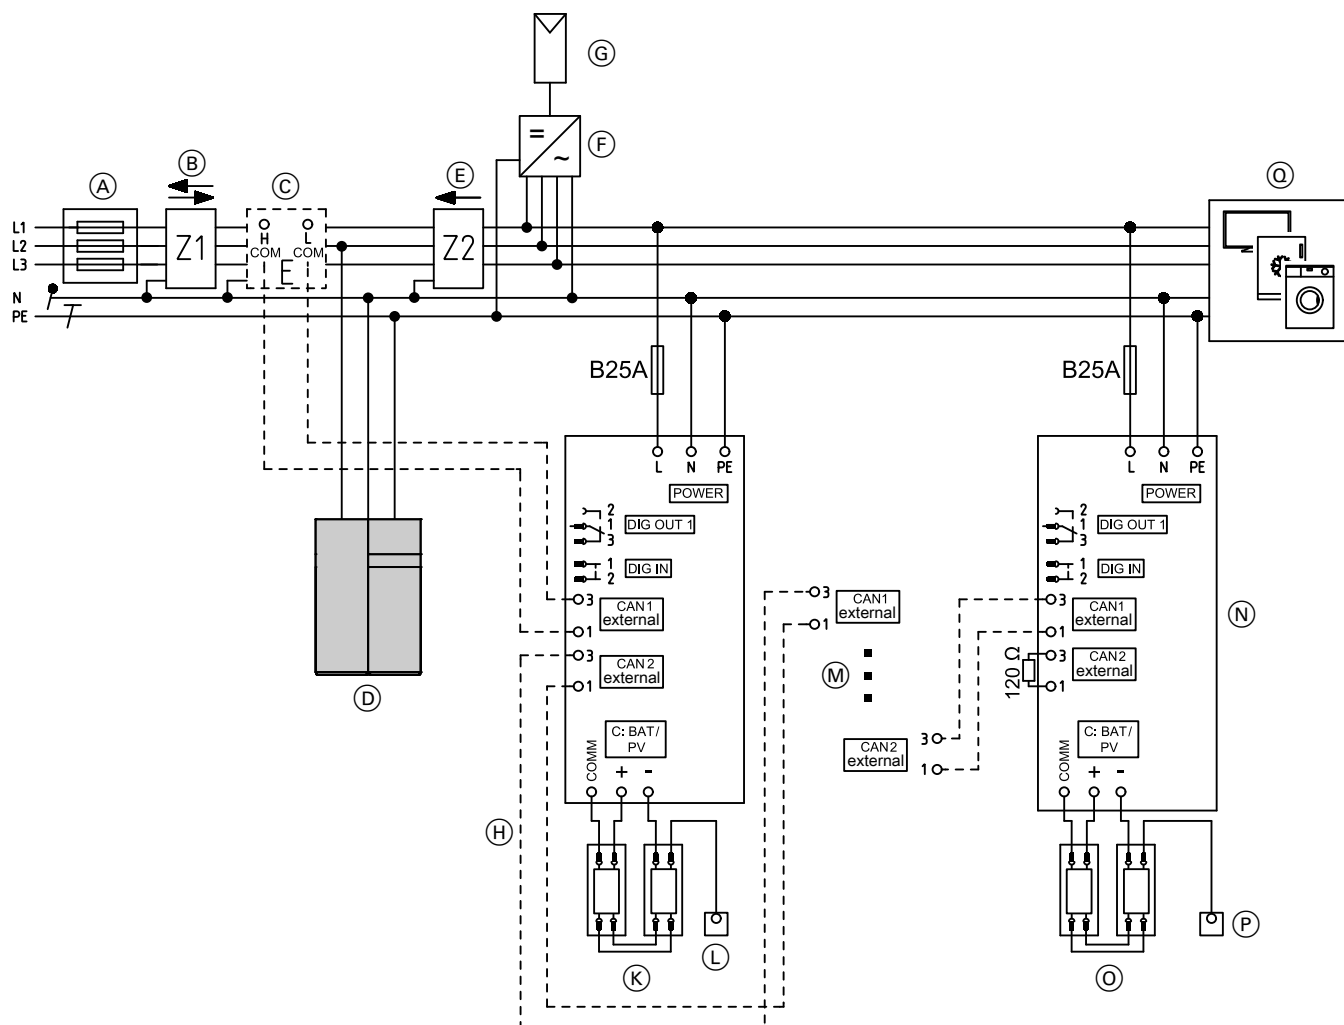 G
F
B
A
C
E
Q
L1
L2
L3
N
PE
Z1
H
COM
L
COM
E
Z2
B25A
B25A
L N PE
POWER
2
1
3
DIG OUT 1
1
2
DIG IN
3
1
CAN1
external
3
1
CAN2
external
C: BAT/
PV
COMM
+ -
D
H
K
L
3
1
CAN1
external
M
CAN2
external
3
1
L N PE
POWER
2
1
3
DIG OUT 1
1
2
DIG IN
3
1
CAN1
external
3
1
CAN2
external
120 Ω
C: BAT/
PV
COMM
+ -
N
O
P